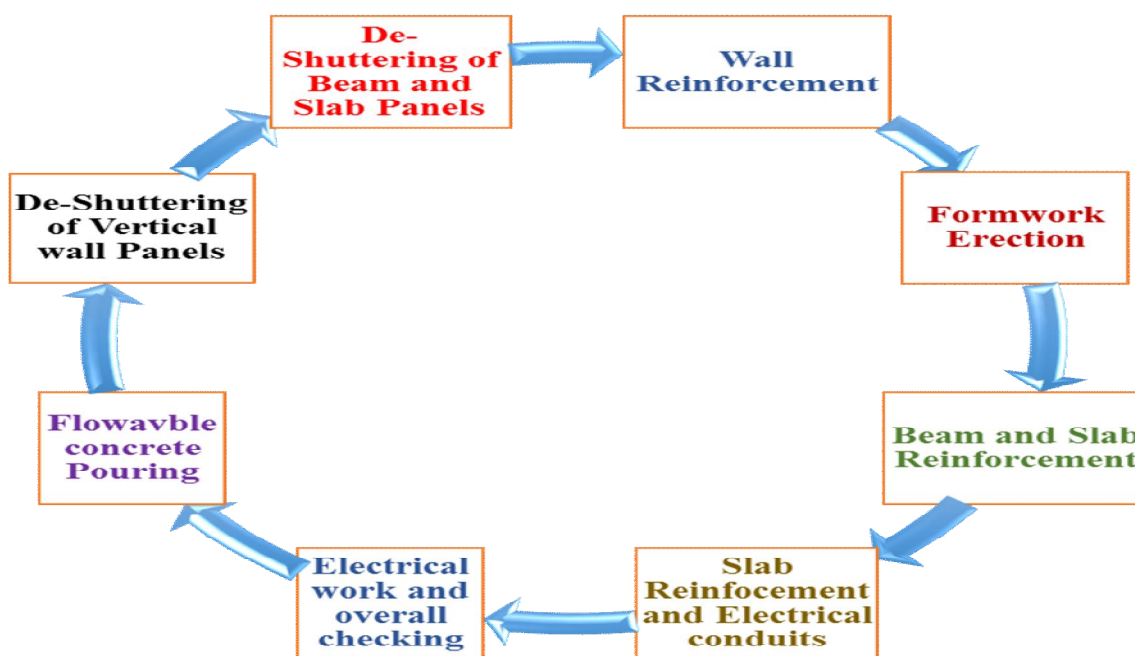 De-
Shuttering of
Beam and
Slab Panels
Wall
Reinforcement
Formwork
Erection
Beam and Slab
Reinforcement
Slab
Reinfocement
and Electrical
conduits
Electrical
work and
overall
checking
Flowavble
concrete
Pouring
De-Shuttering
of Vertical
wall Panels